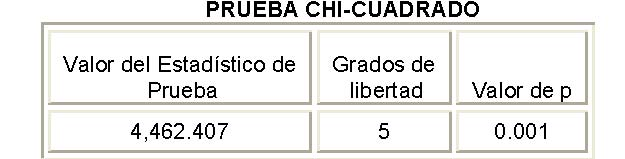 PRUEBA CHI-CUADRADO
Valor del Estadístico de
Prueba
Grados de
libertad
Valor de p
4,462.407
5
0.001